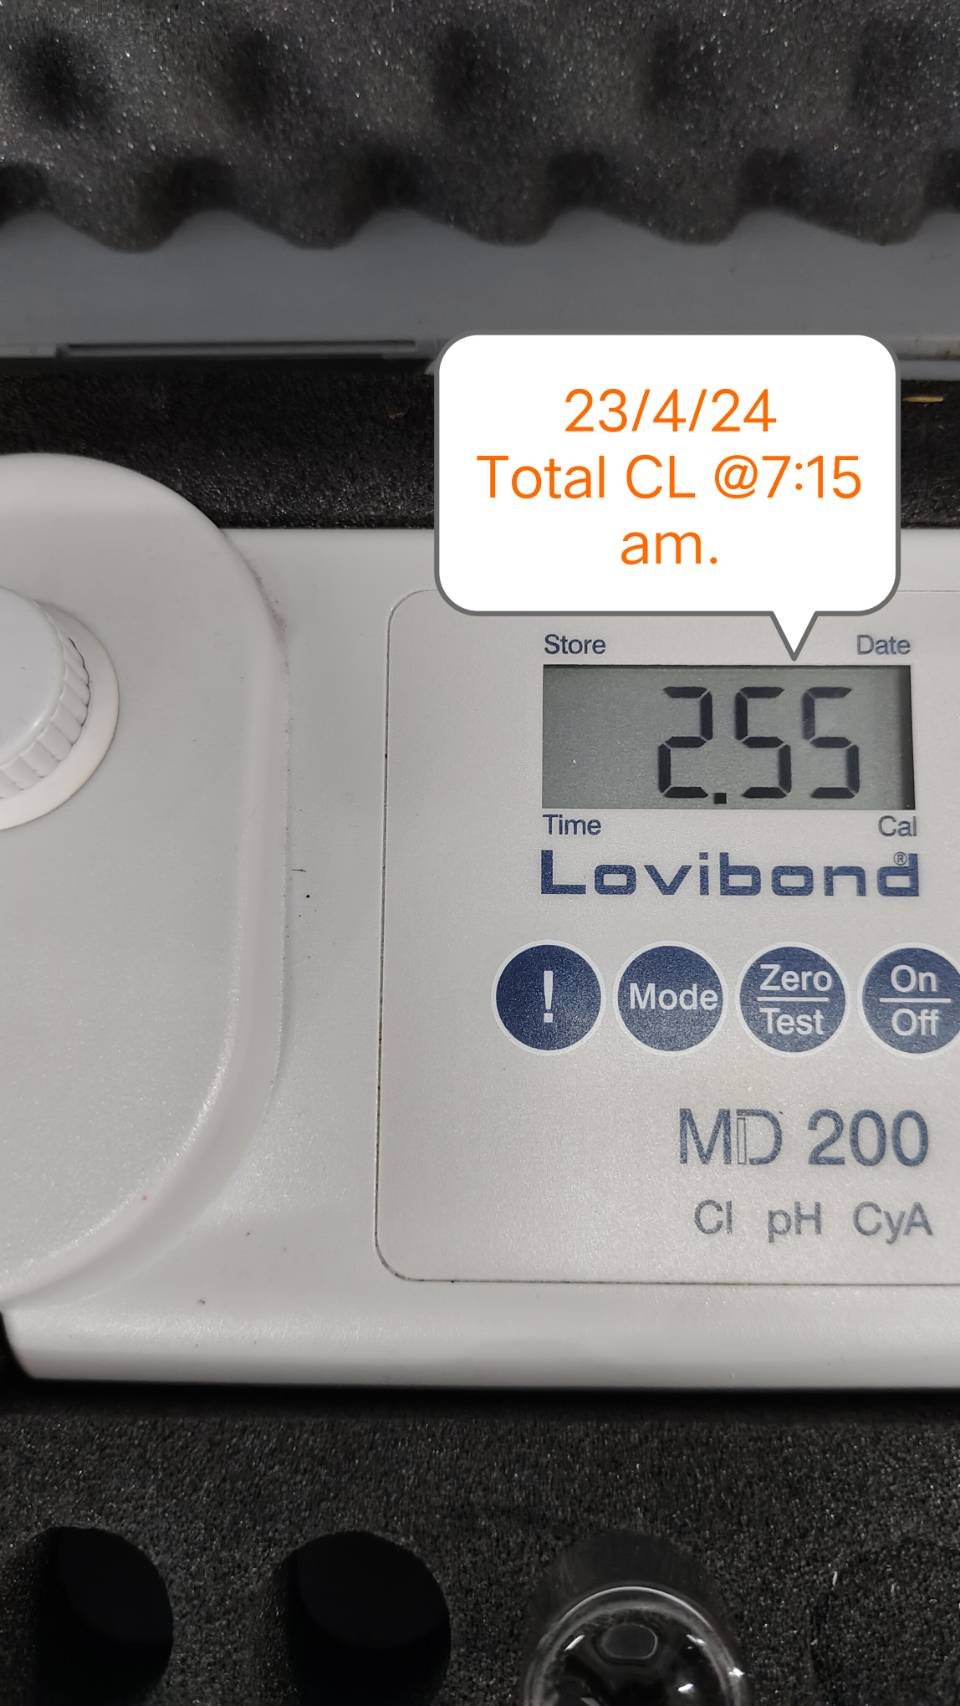 23/4/24
Total CL @7:15
am.
Store Date
2.55
Time Cal
Lovibond®
! Mode Zero On
Test Off
MD 200
Cl pH CyA